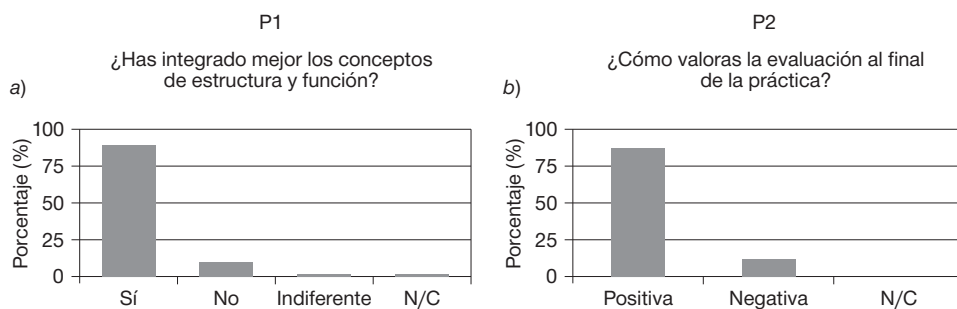 P1
¿Has integrado mejor los conceptos
de estructura y función?
a)
Porcentaje (%)
100
75
50
25
0
Sí
No
Indiferente
N/C
P2
¿Cómo valoras la evaluación al final
de la práctica?
b)
Porcentaje (%)
100
75
50
25
0
Positiva
Negativa
N/C